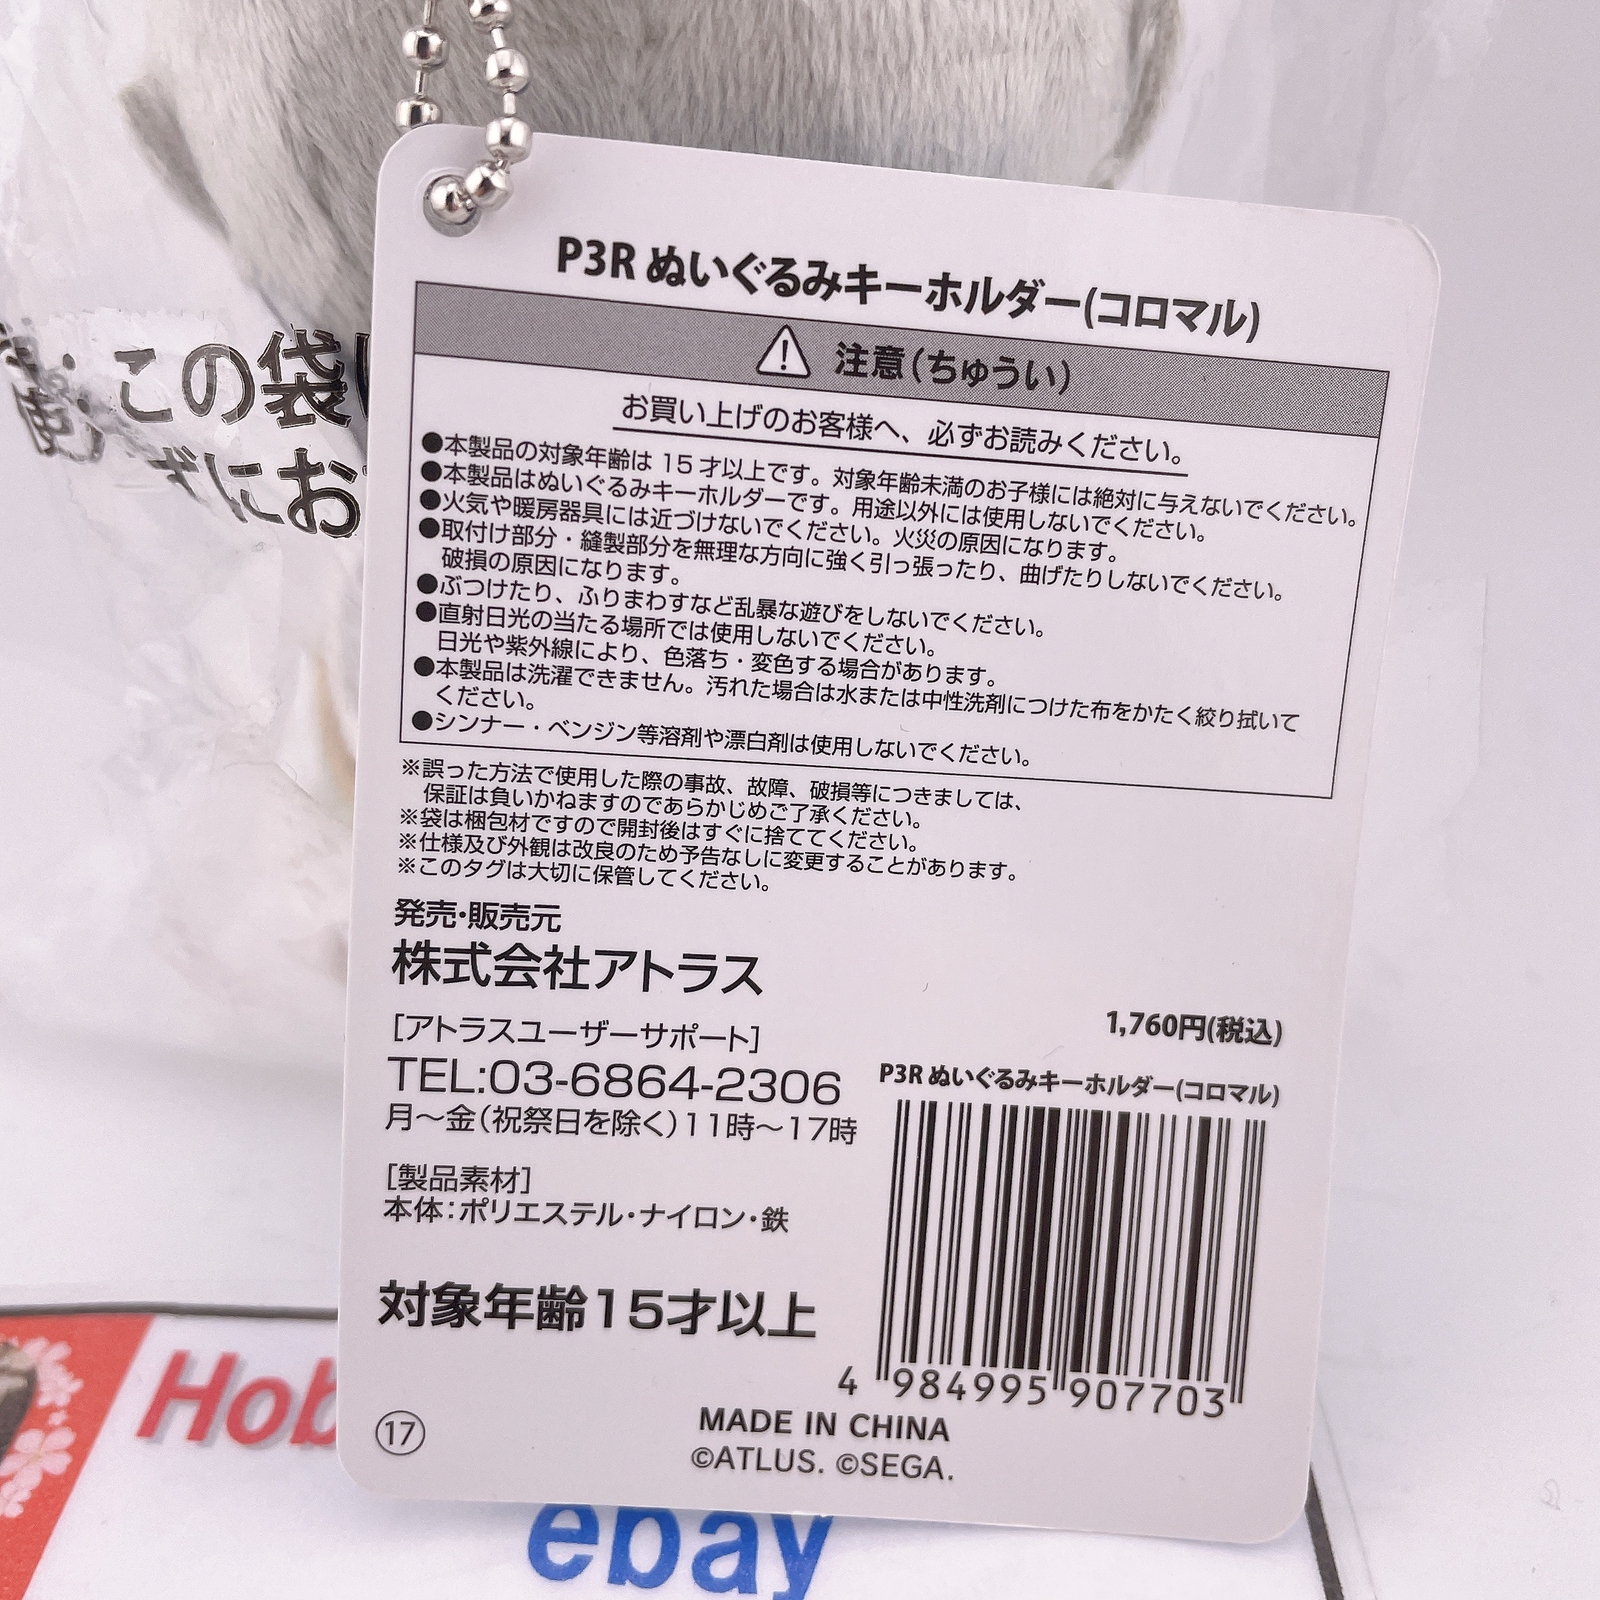 P3R ぬいぐるみキーホルダー(コロマル)
注意(ちゅうい)
お買い上げのお客様へ、必ずお読みください。
●本製品の対象年齢は 15 才以上です。対象年齢未満のお子様には絶対に与えないでください。
●本製品はぬいぐるみキーホルダーです。用途以外には使用しないでください。
●火気や暖房器具には近づけないでください。火災の原因になります。
●取付け部分・縫製部分を無理な方向に強く引っ張ったり、曲げたりしないでください。
破損の原因になります。
●ぶつけたり、ふりまわすなど乱暴な遊びをしないでください。
●直射日光の当たる場所では使用しないでください。
日光や紫外線により、色落ち・変色する場合があります。
●本製品は洗濯できません。汚れた場合は水または中性洗剤につけた布をかたく絞り拭いて
ください。
●シンナー・ベンジン等溶剤や漂白剤は使用しないでください。
※誤った方法で使用した際の事故、故障、破損等につきましては、
保証は負いかねますのであらかじめご了承ください。
※袋は梱包材ですので開封後はすぐに捨ててください。
※仕様及び外観は改良のため予告なしに変更することがあります。
※このタグは大切に保管してください。
発売・販売元
株式会社アトラス
[アトラスユーザーサポート]
TEL:03-6864-2306
月～金(祝祭日を除く)11時～17時
[製品素材]
本体:ポリエステル・ナイロン・鉄
対象年齢15才以上
1,760円(税込)
P3R ぬいぐるみキーホルダー(コロマル)
4 984995 907703
17
MADE IN CHINA
©ATLUS. ©SEGA.
この袋
ずにお
Hob
ebay